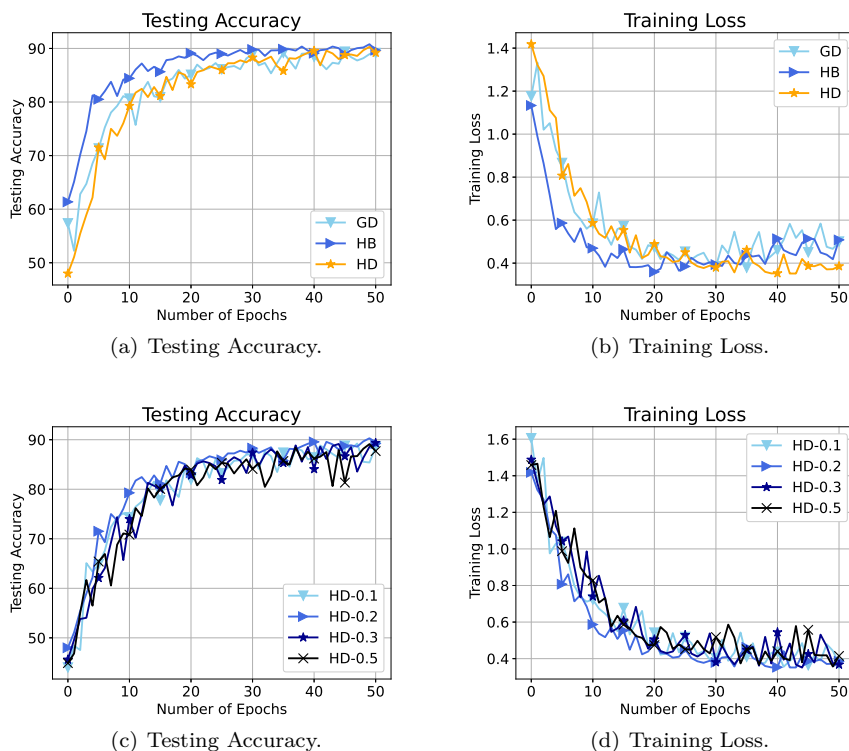 Testing Accuracy
Testing Accuracy
90
80
70
60
50
0 10 20 30 40 50
Number of Epochs
GD
HB
HD
(a) Testing Accuracy.
Training Loss
Training Loss
1.4
1.2
1.0
0.8
0.6
0.4
0 10 20 30 40 50
Number of Epochs
GD
HB
HD
(b) Training Loss.
Testing Accuracy
Testing Accuracy
90
80
70
60
50
0 10 20 30 40 50
Number of Epochs
HD-0.1
HD-0.2
HD-0.3
HD-0.5
(c) Testing Accuracy.
Training Loss
Training Loss
1.6
1.4
1.2
1.0
0.8
0.6
0.4
0 10 20 30 40 50
Number of Epochs
HD-0.1
HD-0.2
HD-0.3
HD-0.5
(d) Training Loss.